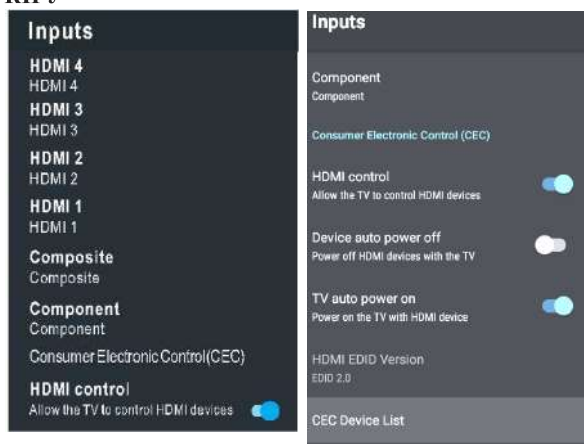 Inputs
HDMI 4
HDMI 4
HDMI 3
HDMI 3
HDMI 2
HDMI 2
HDMI 1
HDMI 1
Composite
Composite
Component
Component
Consumer Electronic Control(CEC)
HDMI control
Allow the TV to control HDMI devices
Inputs
Component
Component
Consumer Electronic Control (CEC)
HDMI control
Allow the TV to control HDMI devices
Device auto power off
Power off HDMI devices with the TV
TV auto power on
Power on the TV with HDMI device
HDMI EDID Version
EDID 2.0
CEC Device List